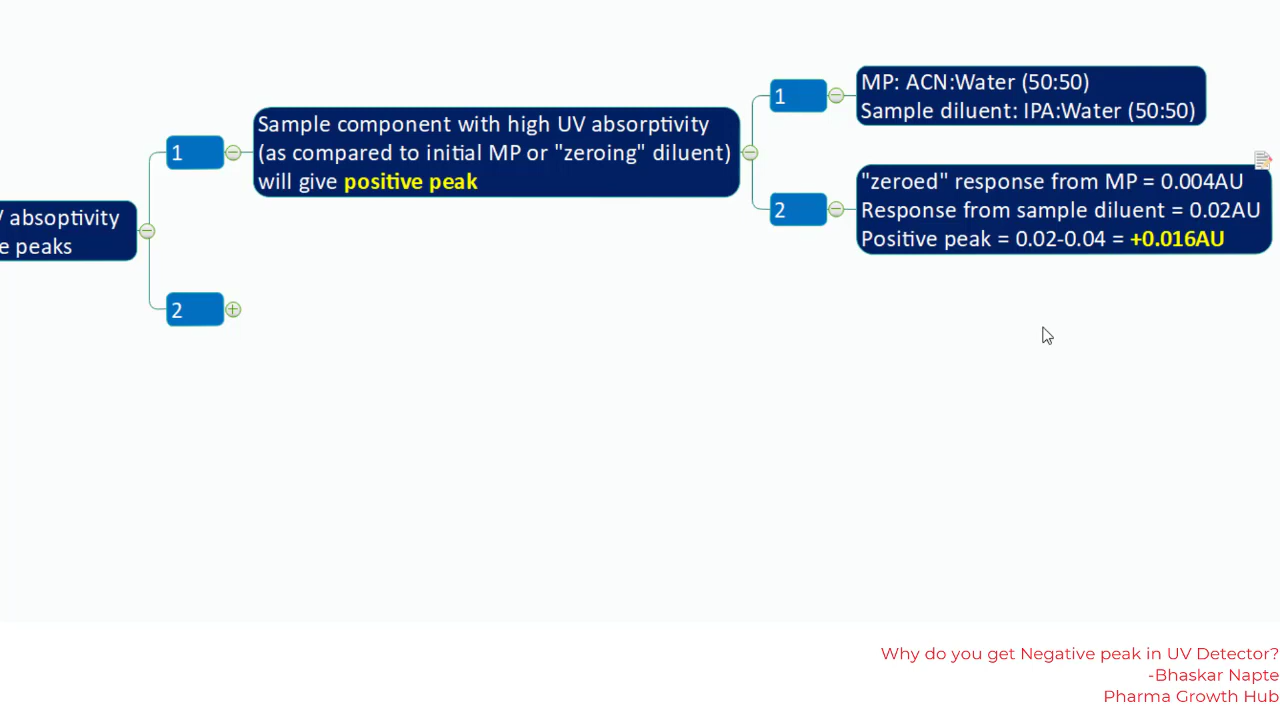 V absoptivity
e peaks
1
Sample component with high UV absorptivity
(as compared to initial MP or "zeroing" diluent)
will give positive peak
1
MP: ACN:Water (50:50)
Sample diluent: IPA:Water (50:50)
2
"zeroed" response from MP = 0.004AU
Response from sample diluent = 0.02AU
Positive peak = 0.02-0.04 = +0.016AU
2
Why do you get Negative peak in UV Detector?
-Bhaskar Napte
Pharma Growth Hub